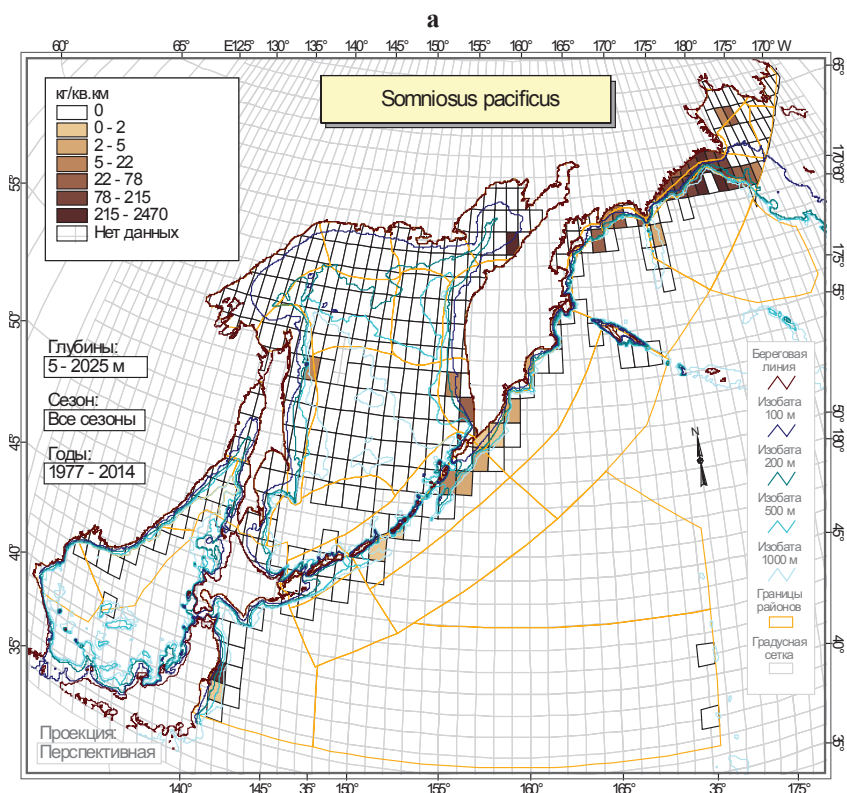 а
60° 65° E125° 130° 135° 140° 145° 150° 155° 160° 165° 170° 175° 180° 175° 170° W
кг/кв.км
0
0 - 2
2 - 5
5 - 22
22 - 78
78 - 215
215 - 2470
Нет данных
Somniosus pacificus
65°
170°
60°
175°
55°
50°
180°
45°
40°
35°
55°
50°
45°
40°
35°
Глубины:
5 - 2025 м
Сезон:
Все сезоны
Годы:
1977 - 2014
N
Береговая
линия
Изобата
100 м
Изобата
200 м
Изобата
500 м
Изобата
1000 м
Границы
районов
Градусная
сетка
Проекция:
Перспективная
140° 145° 35° 150° 155° 160° 165° 35° 175°